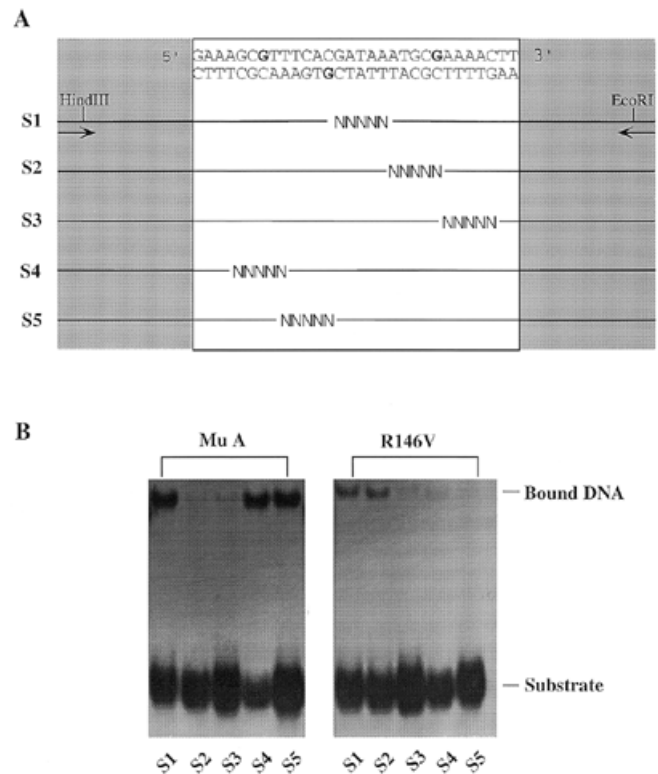 A
5' GAAAGCGTTTCACGATAAATGCGAAAACTT 3'
CTTTCGCAAAGTGCTATTTACGCTTTTGAA
HindIII EcoRI
S1 NNNNN
S2 NNNNN
S3 NNNNN
S4 NNNNN
S5 NNNNN
B
Mu A R146V
Bound DNA
Substrate
S1 S2 S3 S4 S5 S1 S2 S3 S4 S5